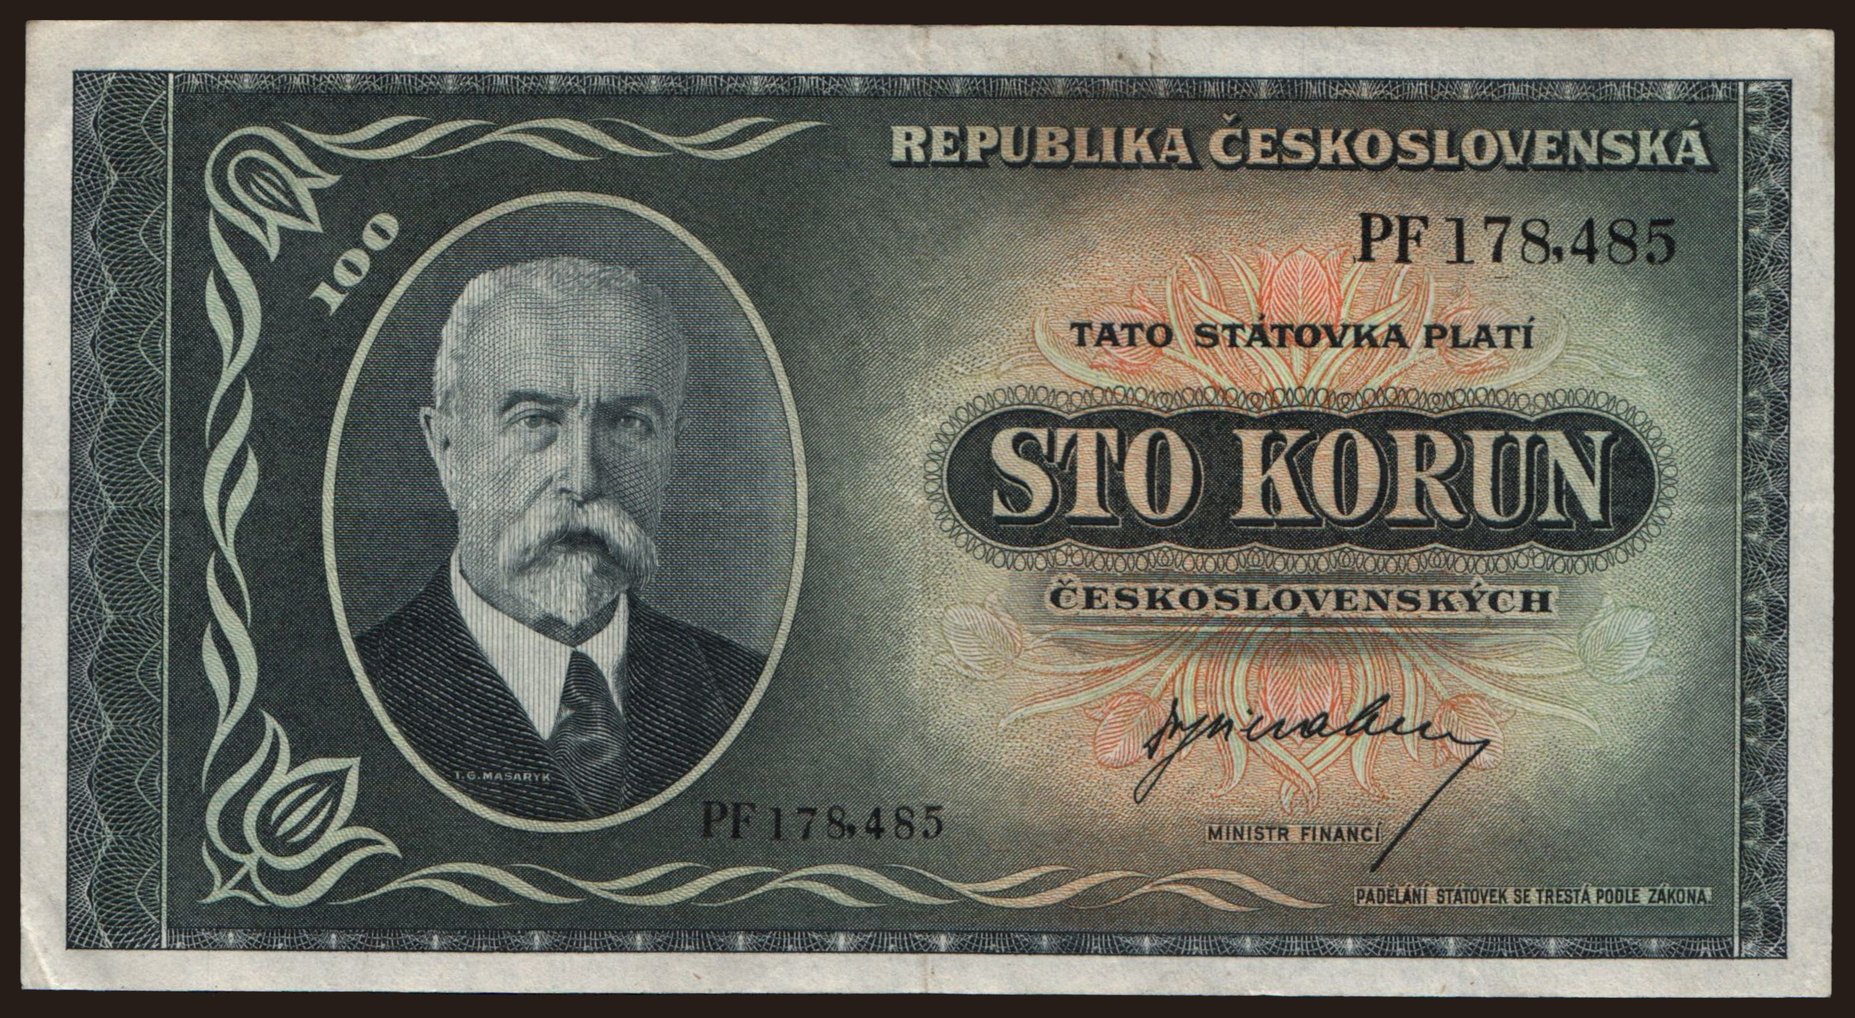 REPUBLIKA ČESKOSLOVENSKÁ
100
PF 178,485
TATO STÁTOVKA PLATÍ
STO KORUN
ČESKOSLOVENSKÝCH
T. G. MASARYK
PF 178,485
MINISTR FINANCÍ
PADĚLÁNÍ STÁTOVEK SE TRESTÁ PODLE ZÁKONA.